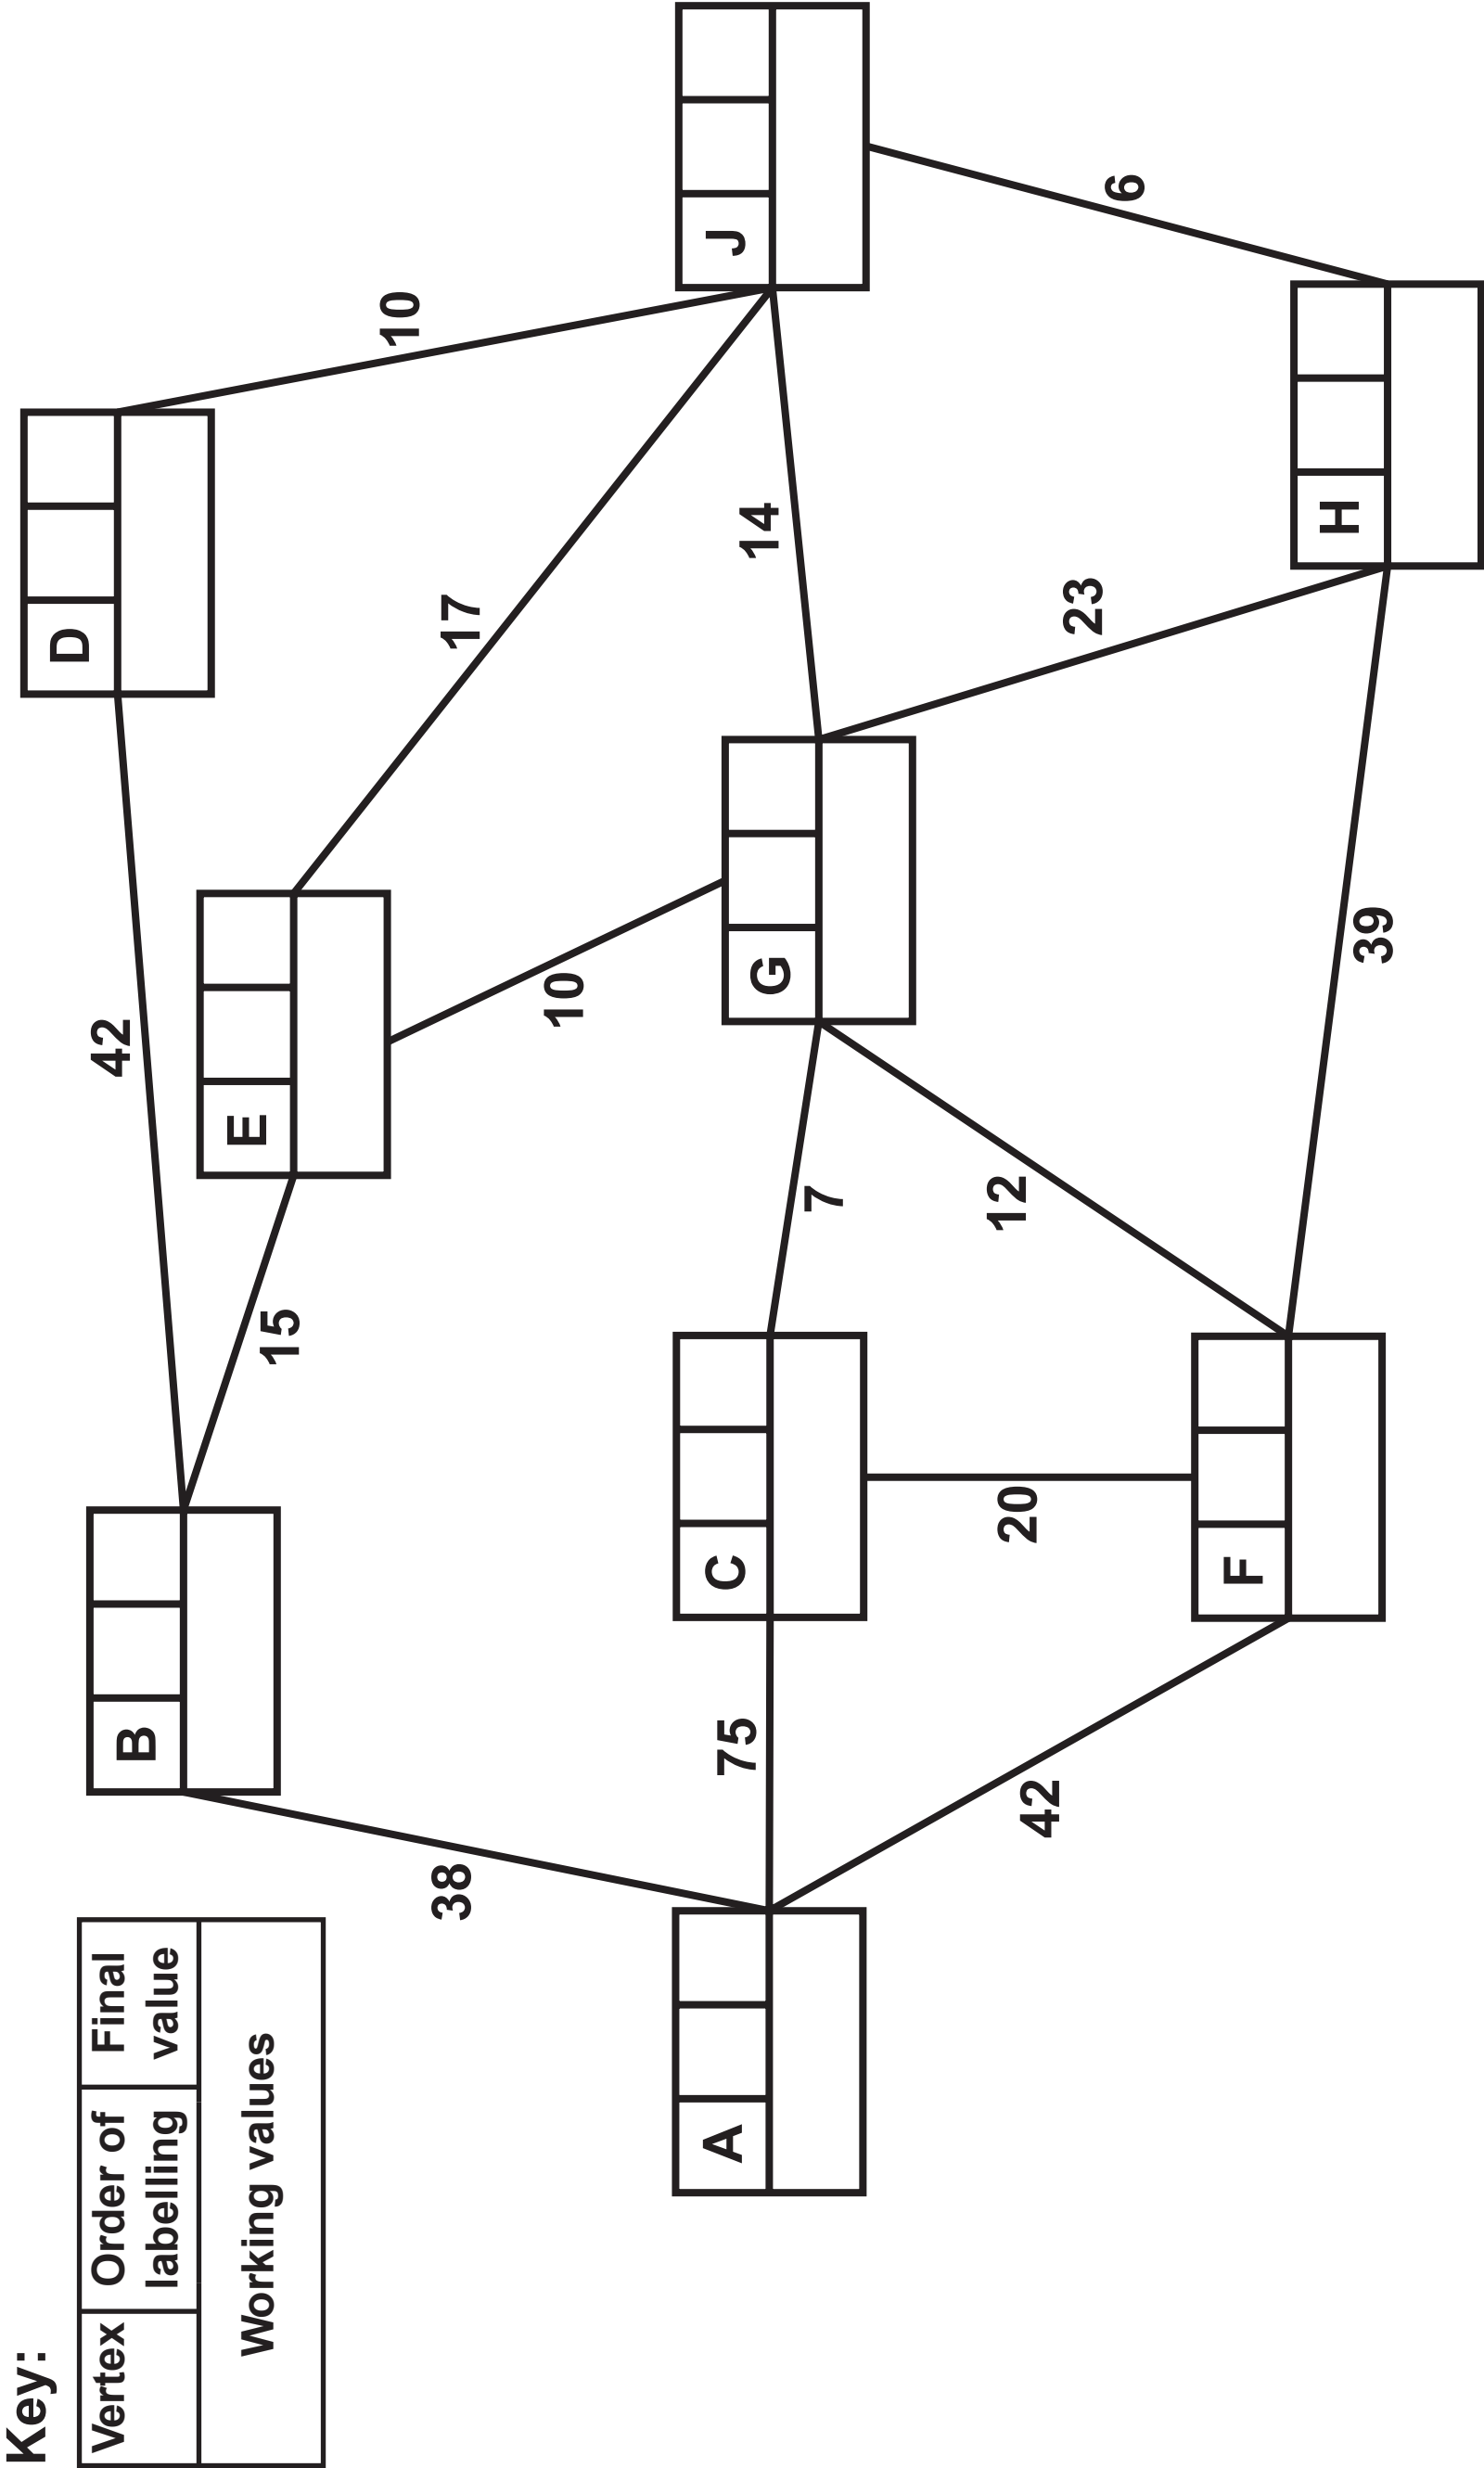 Key:
Vertex
Order of
labelling
Final
value
Working values
A
B
C
D
E
F
G
H
J
38
75
42
42
15
20
7
12
10
39
17
14
23
10
6